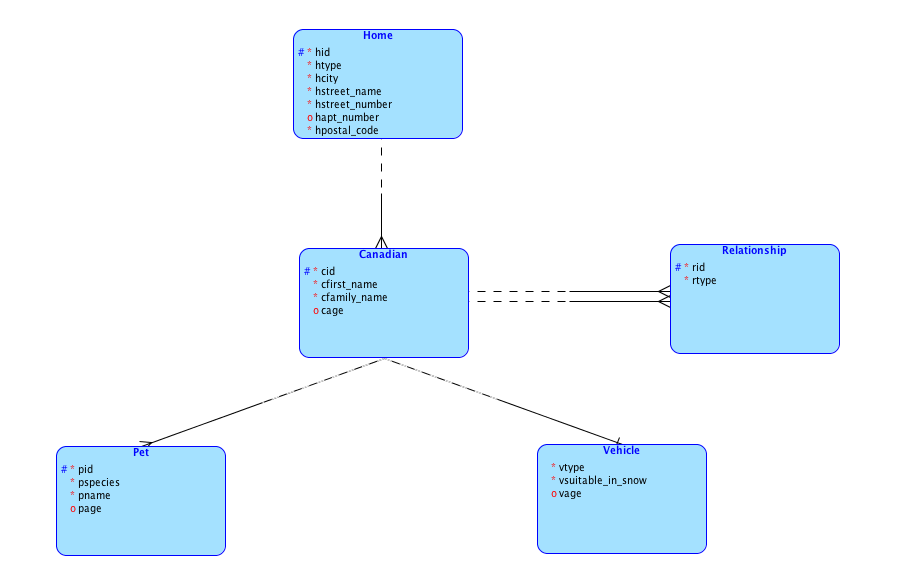 Home
# * hid
* htype
* hcity
* hstreet_name
* hstreet_number
o hapt_number
* hpostal_code
Canadian
# * cid
* cfirst_name
* cfamily_name
o cage
Relationship
# * rid
* rtype
Pet
# * pid
* pspecies
* pname
o page
Vehicle
* vtype
* vsuitable_in_snow
o vage